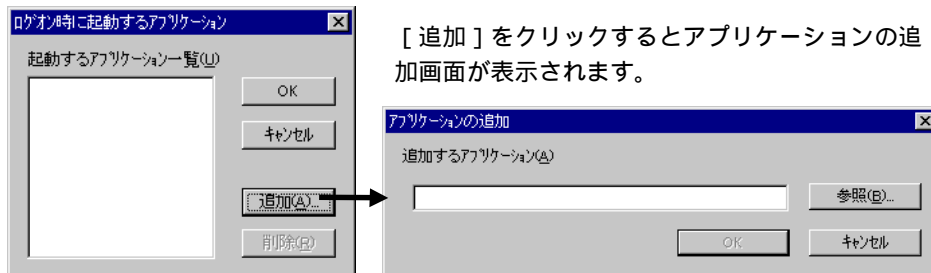 ログオン時に起動するアプリケーション
起動するアプリケーション一覧(U)
OK
キャンセル
追加(A)...
削除(R)
[追加]をクリックするとアプリケーションの追
加画面が表示されます。
アプリケーションの追加
追加するアプリケーション(A)
参照(B)...
OK
キャンセル